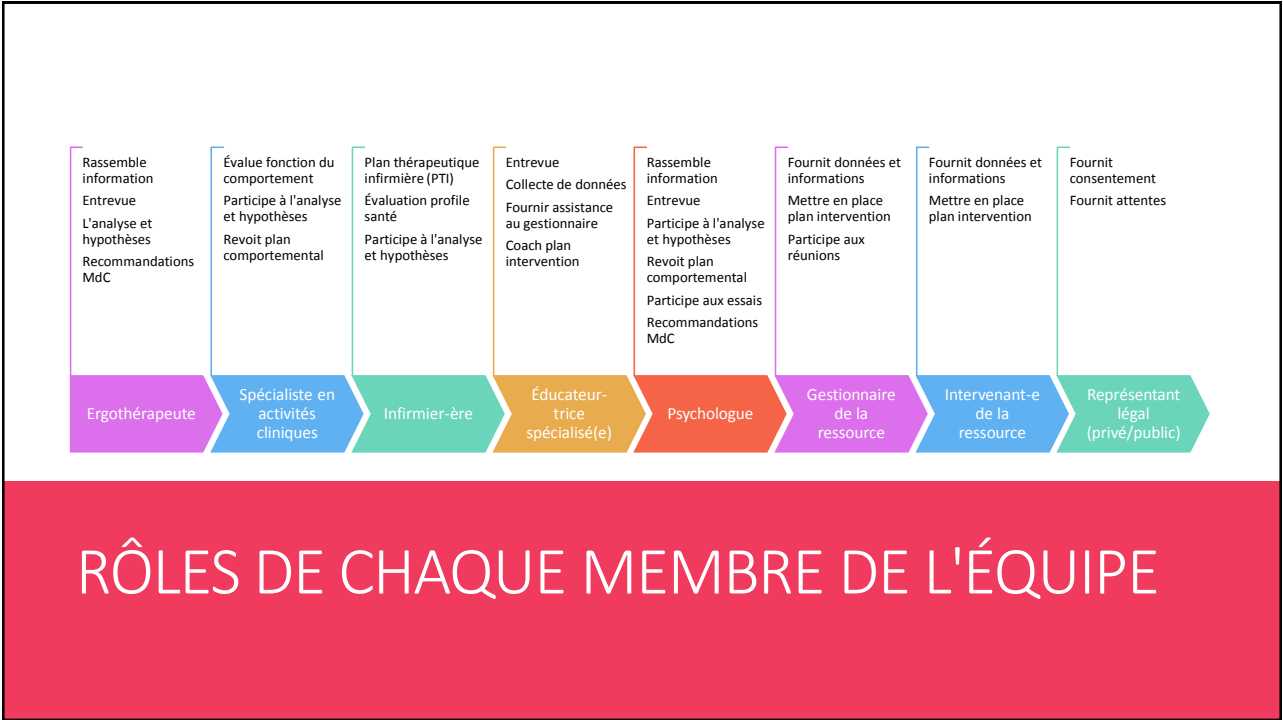 Rassemble
information
Entrevue
L'analyse et
hypothèses
Recommandations
MdC
Évalue fonction du
comportement
Participe à l'analyse
et hypothèses
Revoit plan
comportemental
Plan thérapeutique
infirmière (PTI)
Évaluation profile
santé
Participe à l'analyse
et hypothèses
Entrevue
Collecte de données
Fournir assistance
au gestionnaire
Coach plan
intervention
Rassemble
information
Entrevue
Participe à l'analyse
et hypothèses
Revoit plan
comportemental
Participe aux essais
Recommandations
MdC
Fournit données et
informations
Mettre en place
plan intervention
Participe aux
réunions
Fournit données et
informations
Mettre en place
plan intervention
Fournit
consentement
Fournit attentes
Ergothérapeute
Spécialiste en
activités
cliniques
Infirmier-ère
Éducateur-
trice
spécialisé(e)
Psychologue
Gestionnaire
de la
ressource
Intervenant-e
de la
ressource
Représentant
légal
(privé/public)
RÔLES DE CHAQUE MEMBRE DE L'ÉQUIPE